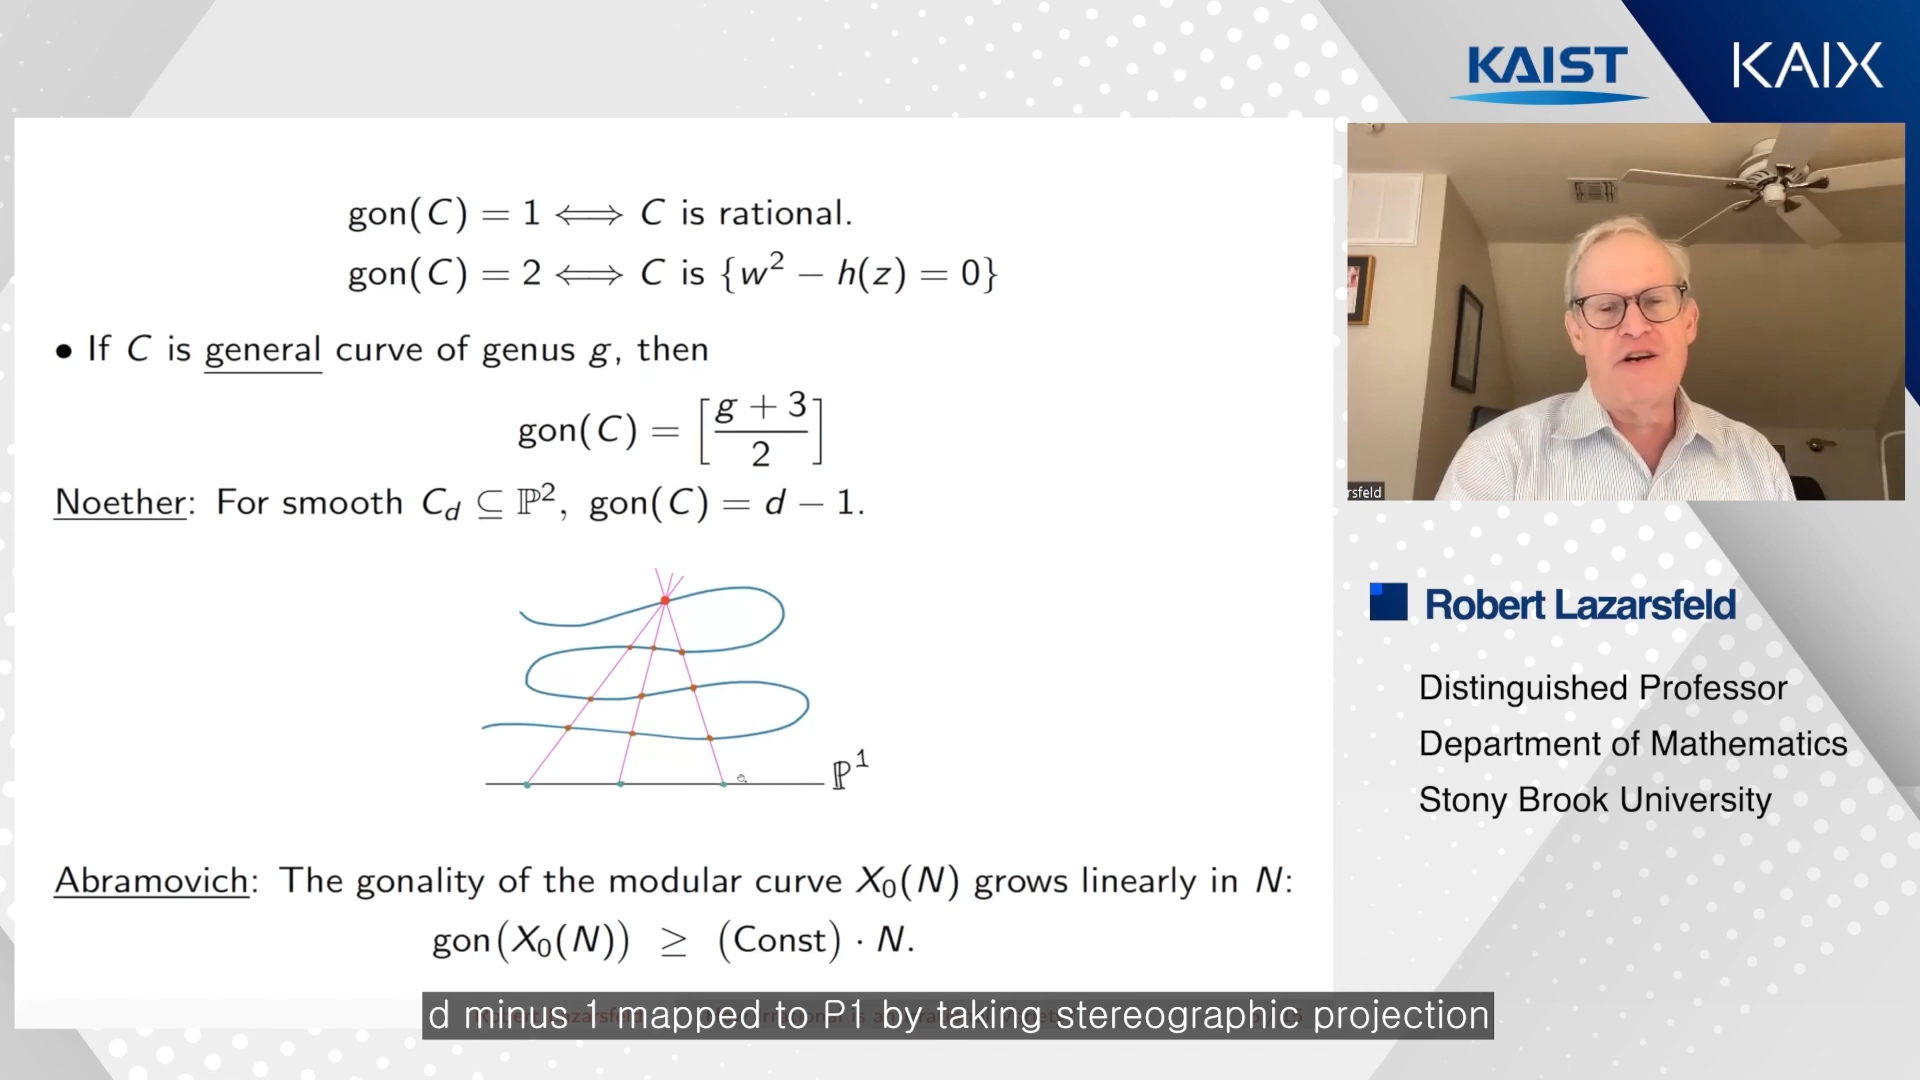 KAIST
KAIX
gon(C) = 1 ⟺ C is rational.
gon(C) = 2 ⟺ C is {w² − h(z) = 0}
• If C is general curve of genus g, then
gon(C) = [(g + 3)/2]
Noether: For smooth C_d ⊆ ℙ², gon(C) = d − 1.
ℙ¹
Abramovich: The gonality of the modular curve X₀(N) grows linearly in N:
gon(X₀(N)) ≥ (Const) · N.
rsfeld
Robert Lazarsfeld
Distinguished Professor
Department of Mathematics
Stony Brook University
d minus 1 mapped to P1 by taking stereographic projection